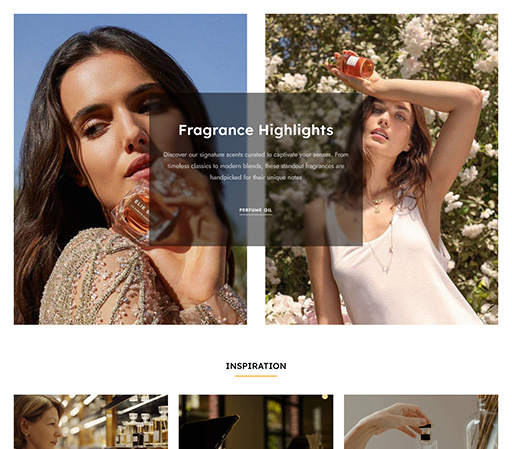 Fragrance Highlights
Discover our signature scents curated to captivate your senses. From
timeless classics to modern blends, these standout fragrances are
handpicked for their unique notes
PERFUME OIL
ELIE S
INSPIRATION